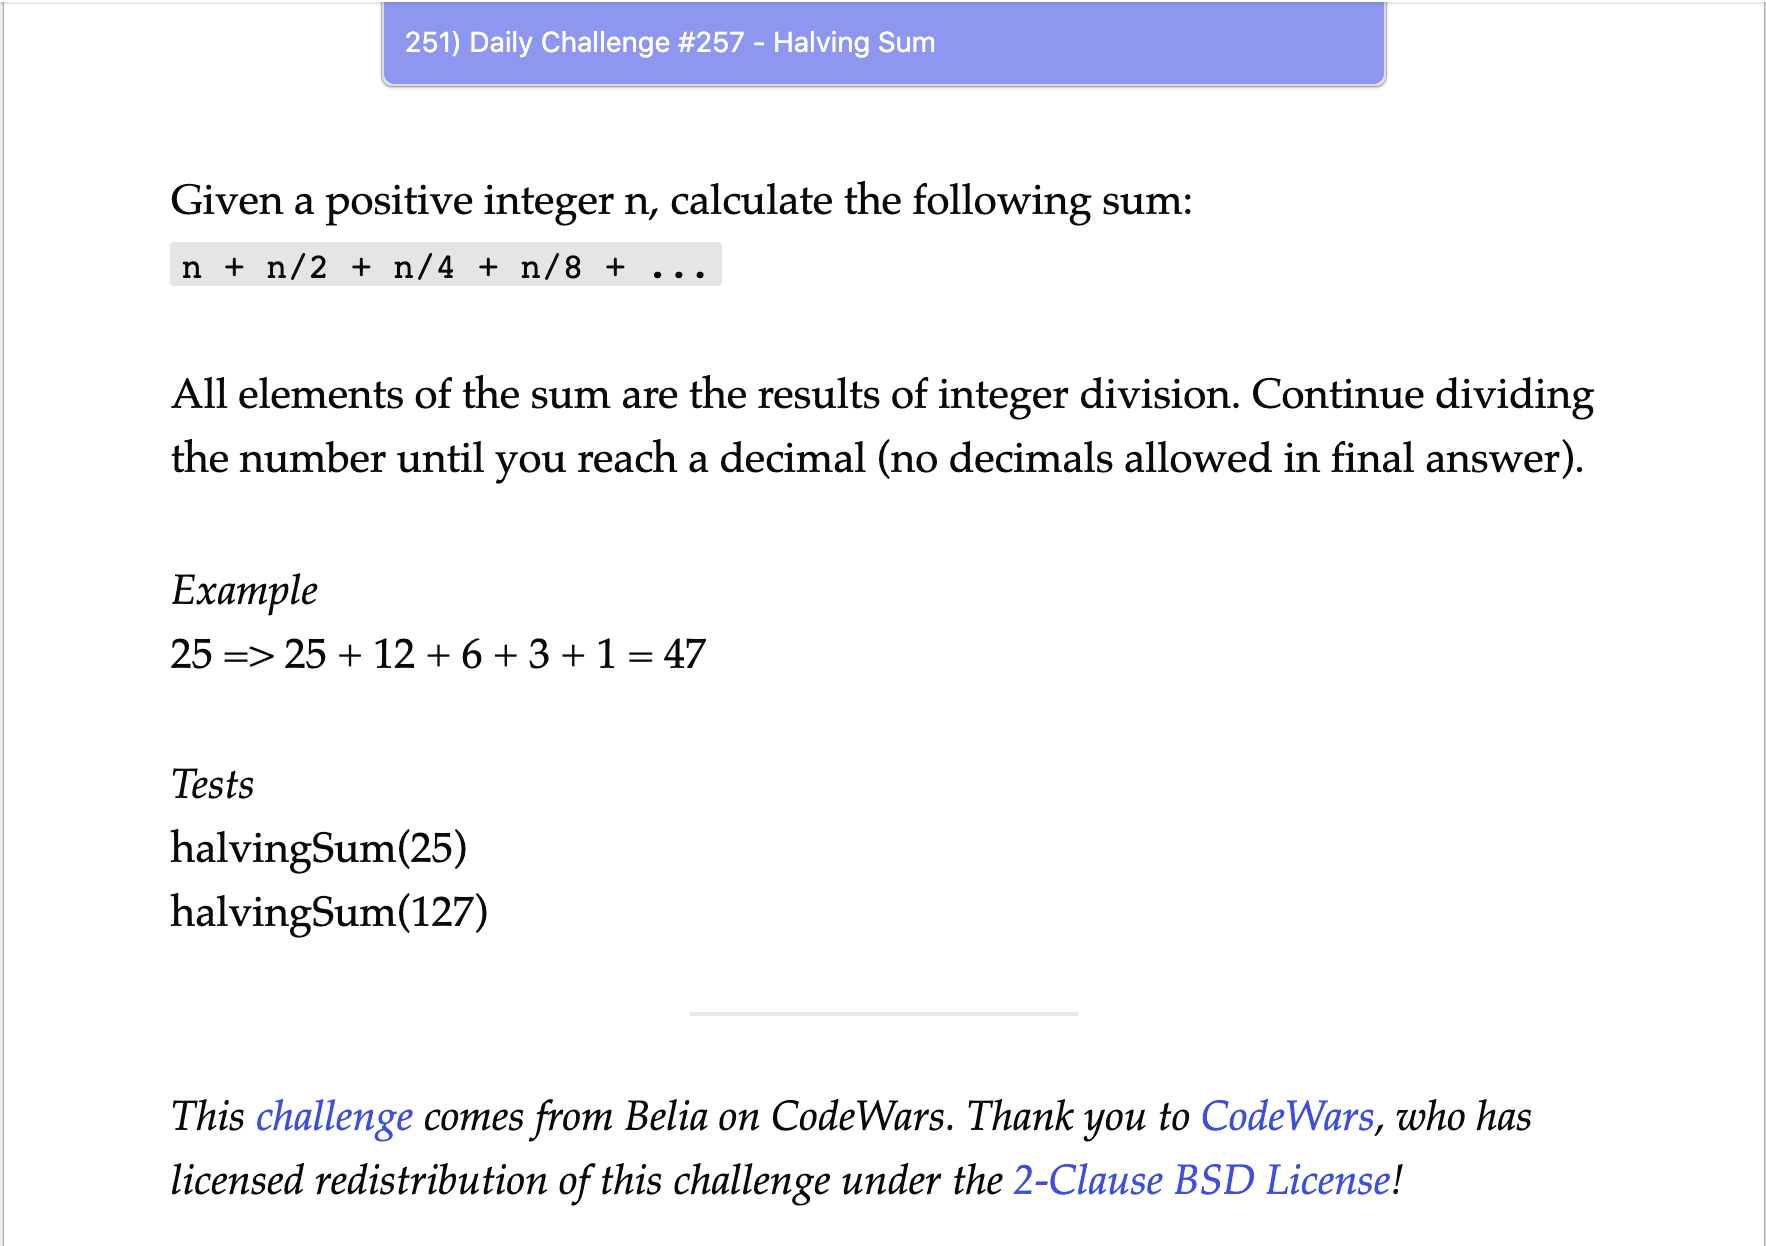 251) Daily Challenge #257 - Halving Sum
Given a positive integer n, calculate the following sum:
n + n/2 + n/4 + n/8 + ...
All elements of the sum are the results of integer division. Continue dividing
the number until you reach a decimal (no decimals allowed in final answer).
Example
25 => 25 + 12 + 6 + 3 + 1 = 47
Tests
halvingSum(25)
halvingSum(127)
This challenge comes from Belia on CodeWars. Thank you to CodeWars, who has
licensed redistribution of this challenge under the 2-Clause BSD License!